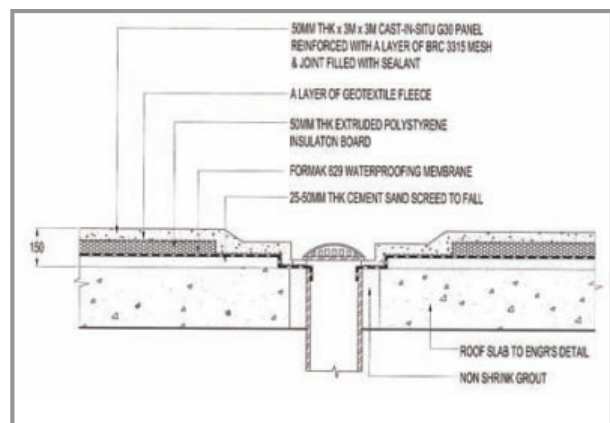 50MM THK x 3M x 3M CAST-IN-SITU G30 PANEL
REINFORCED WITH A LAYER OF BRC 3315 MESH
& JOINT FILLED WITH SEALANT
A LAYER OF GEOTEXTILE FLEECE
50MM THK EXTRUDED POLYSTYRENE
INSULATON BOARD
FORMAK 629 WATERPROOFING MEMBRANE
25-50MM THK CEMENT SAND SCREED TO FALL
150
ROOF SLAB TO ENGR'S DETAIL
NON SHRINK GROUT